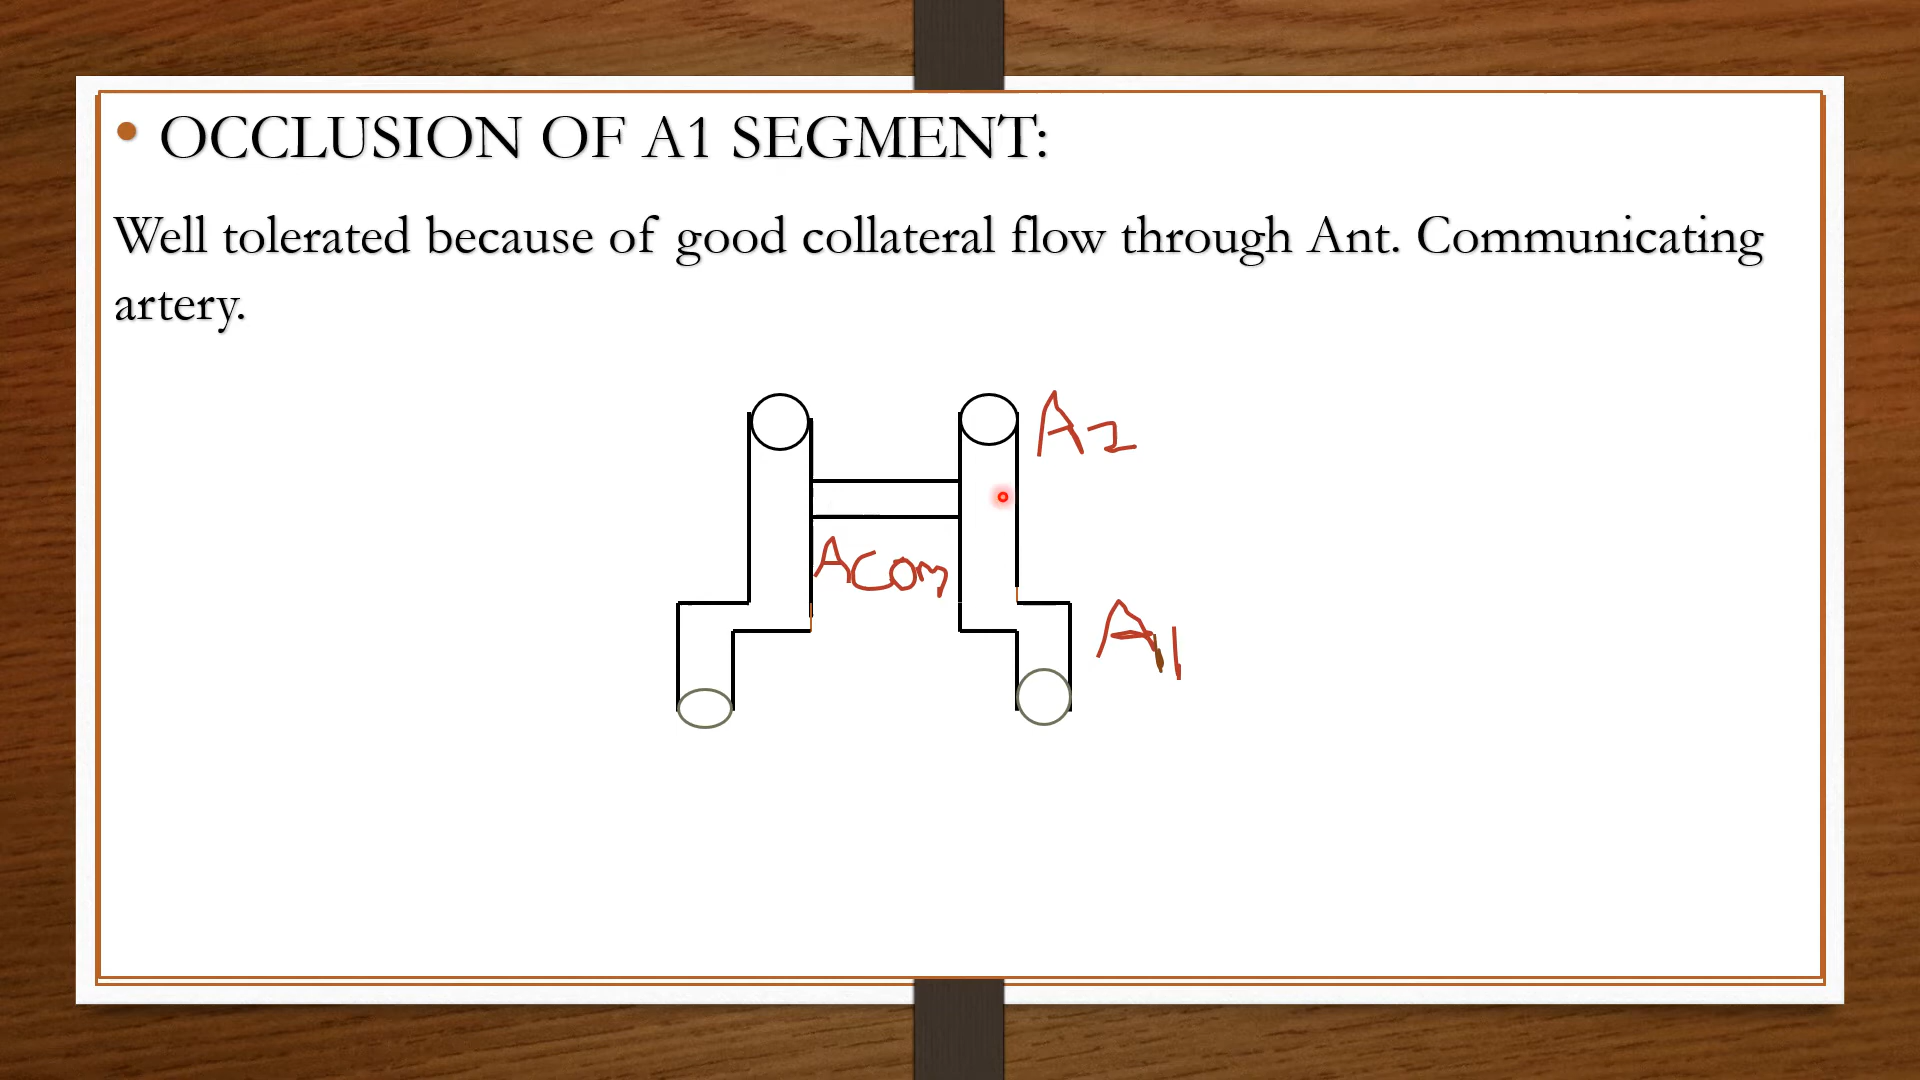 • OCCLUSION OF A1 SEGMENT:
Well tolerated because of good collateral flow through Ant. Communicating
artery.
A2
ACom
A1